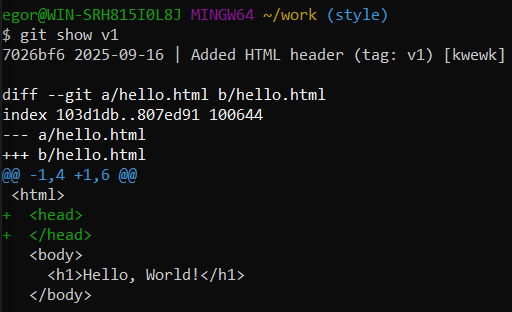 egor@WIN-SRH815I0L8J MINGW64 ~/work (style)
$ git show v1
7026bf6 2025-09-16 | Added HTML header (tag: v1) [kwewk]

diff --git a/hello.html b/hello.html
index 103d1db..807ed91 100644
--- a/hello.html
+++ b/hello.html
@@ -1,4 +1,6 @@
 <html>
+  <head>
+  </head>
   <body>
     <h1>Hello, World!</h1>
   </body>